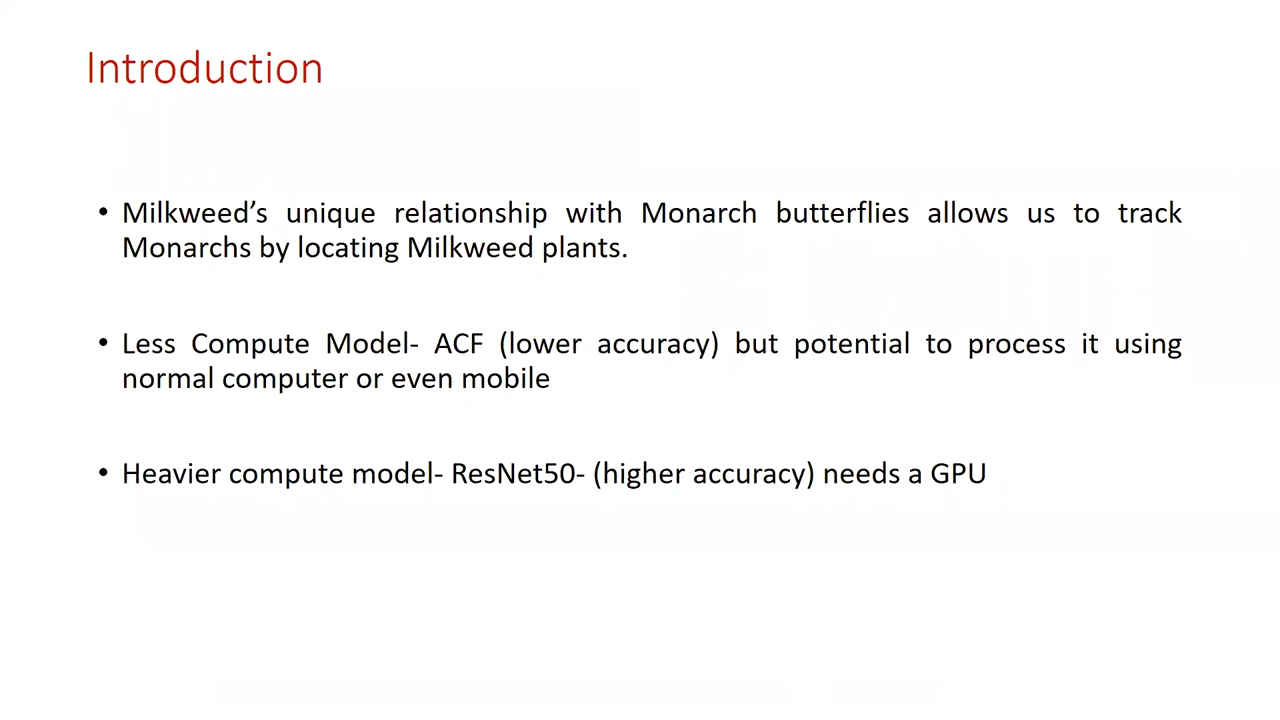 Introduction
• Milkweed’s unique relationship with Monarch butterflies allows us to track
Monarchs by locating Milkweed plants.
• Less Compute Model- ACF (lower accuracy) but potential to process it using
normal computer or even mobile
• Heavier compute model- ResNet50- (higher accuracy) needs a GPU